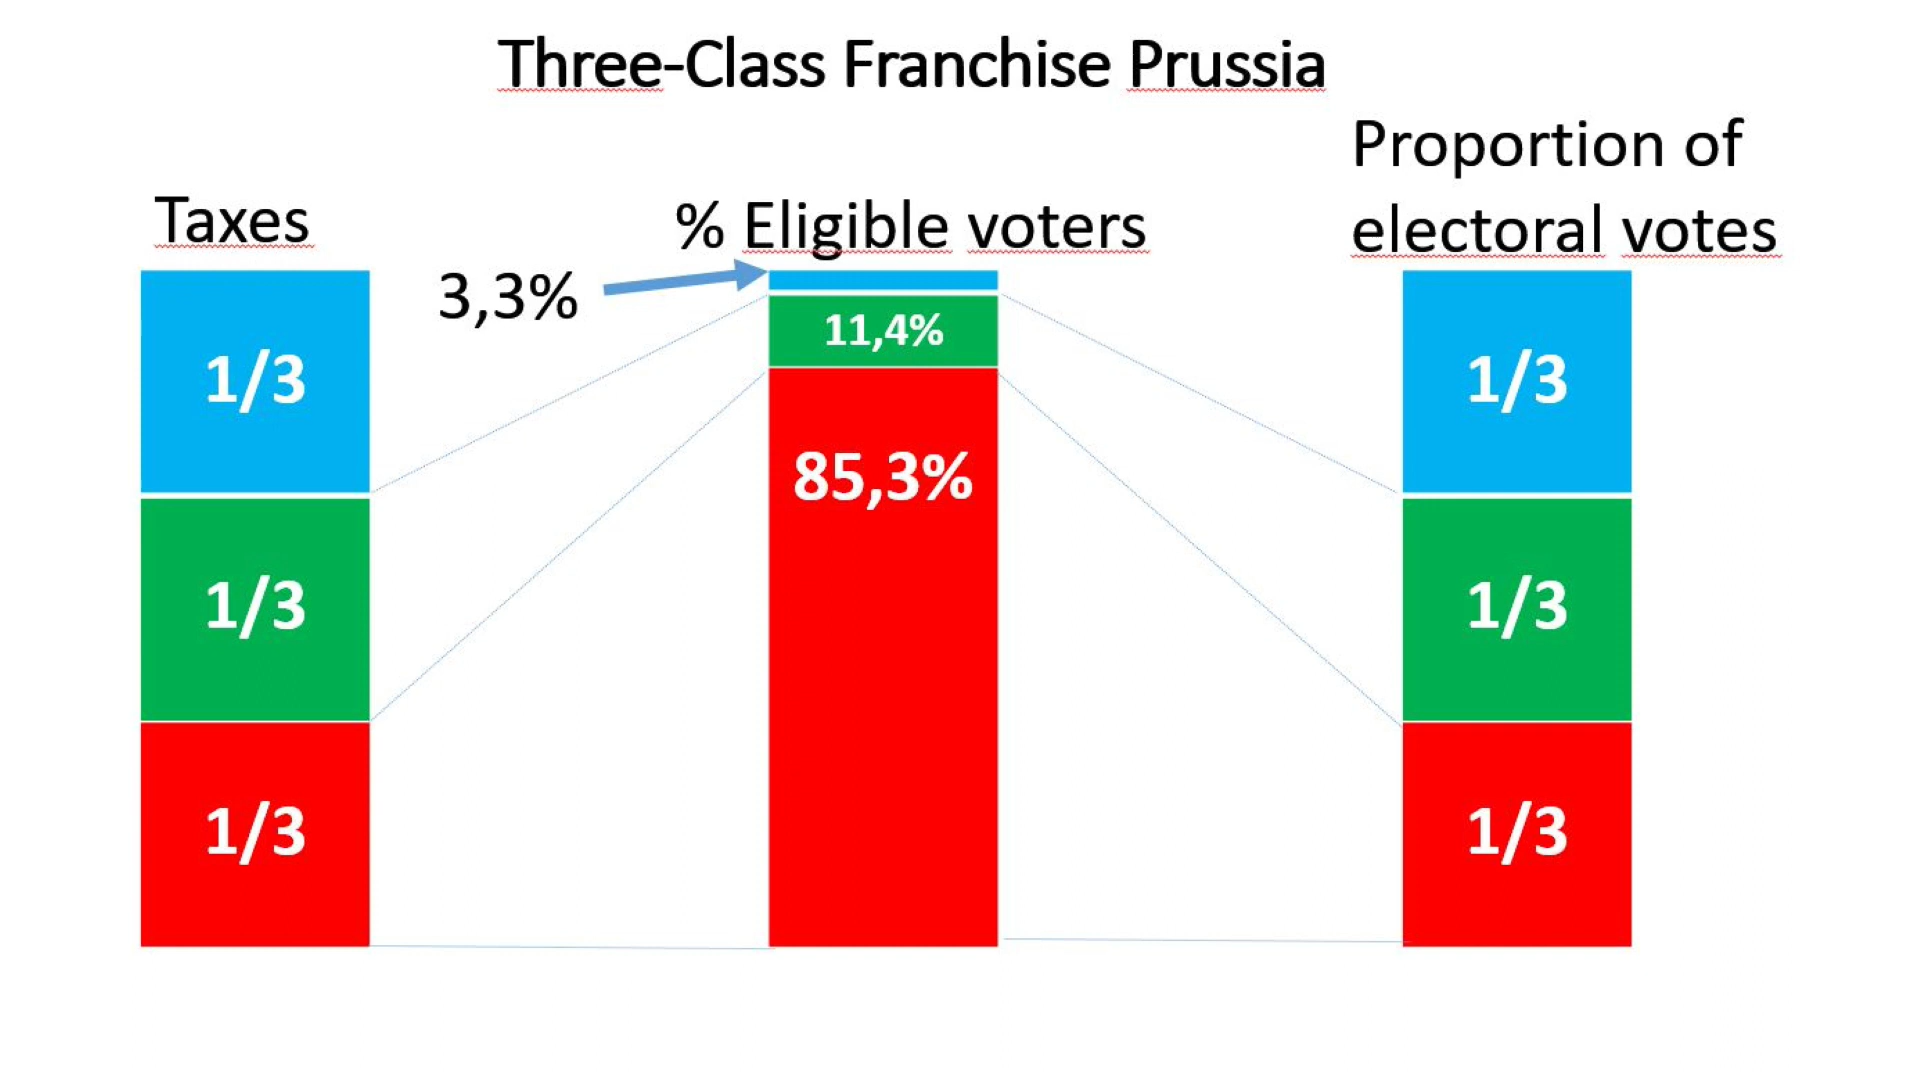 Three-Class Franchise Prussia
Taxes
% Eligible voters
Proportion of
electoral votes
3,3%
1/3
1/3
1/3
11,4%
85,3%
1/3
1/3
1/3